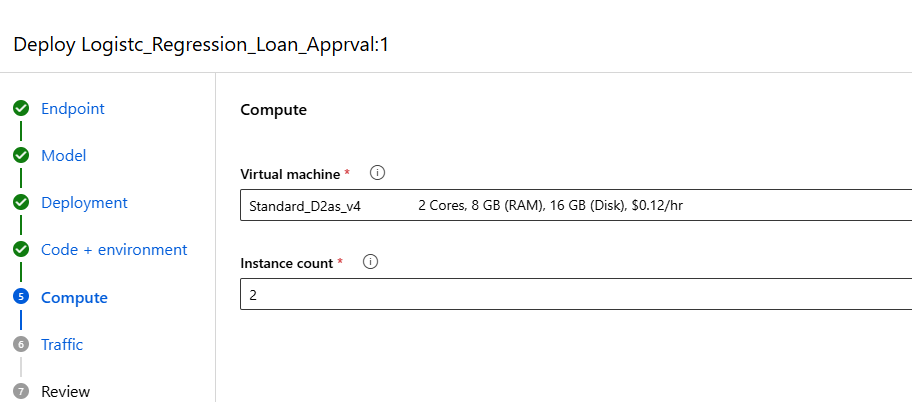 Deploy Logistc_Regression_Loan_Apprval:1
Endpoint
Model
Deployment
Code + environment
5 Compute
6 Traffic
7 Review
Compute
Virtual machine *
Standard_D2as_v4 2 Cores, 8 GB (RAM), 16 GB (Disk), $0.12/hr
Instance count *
2